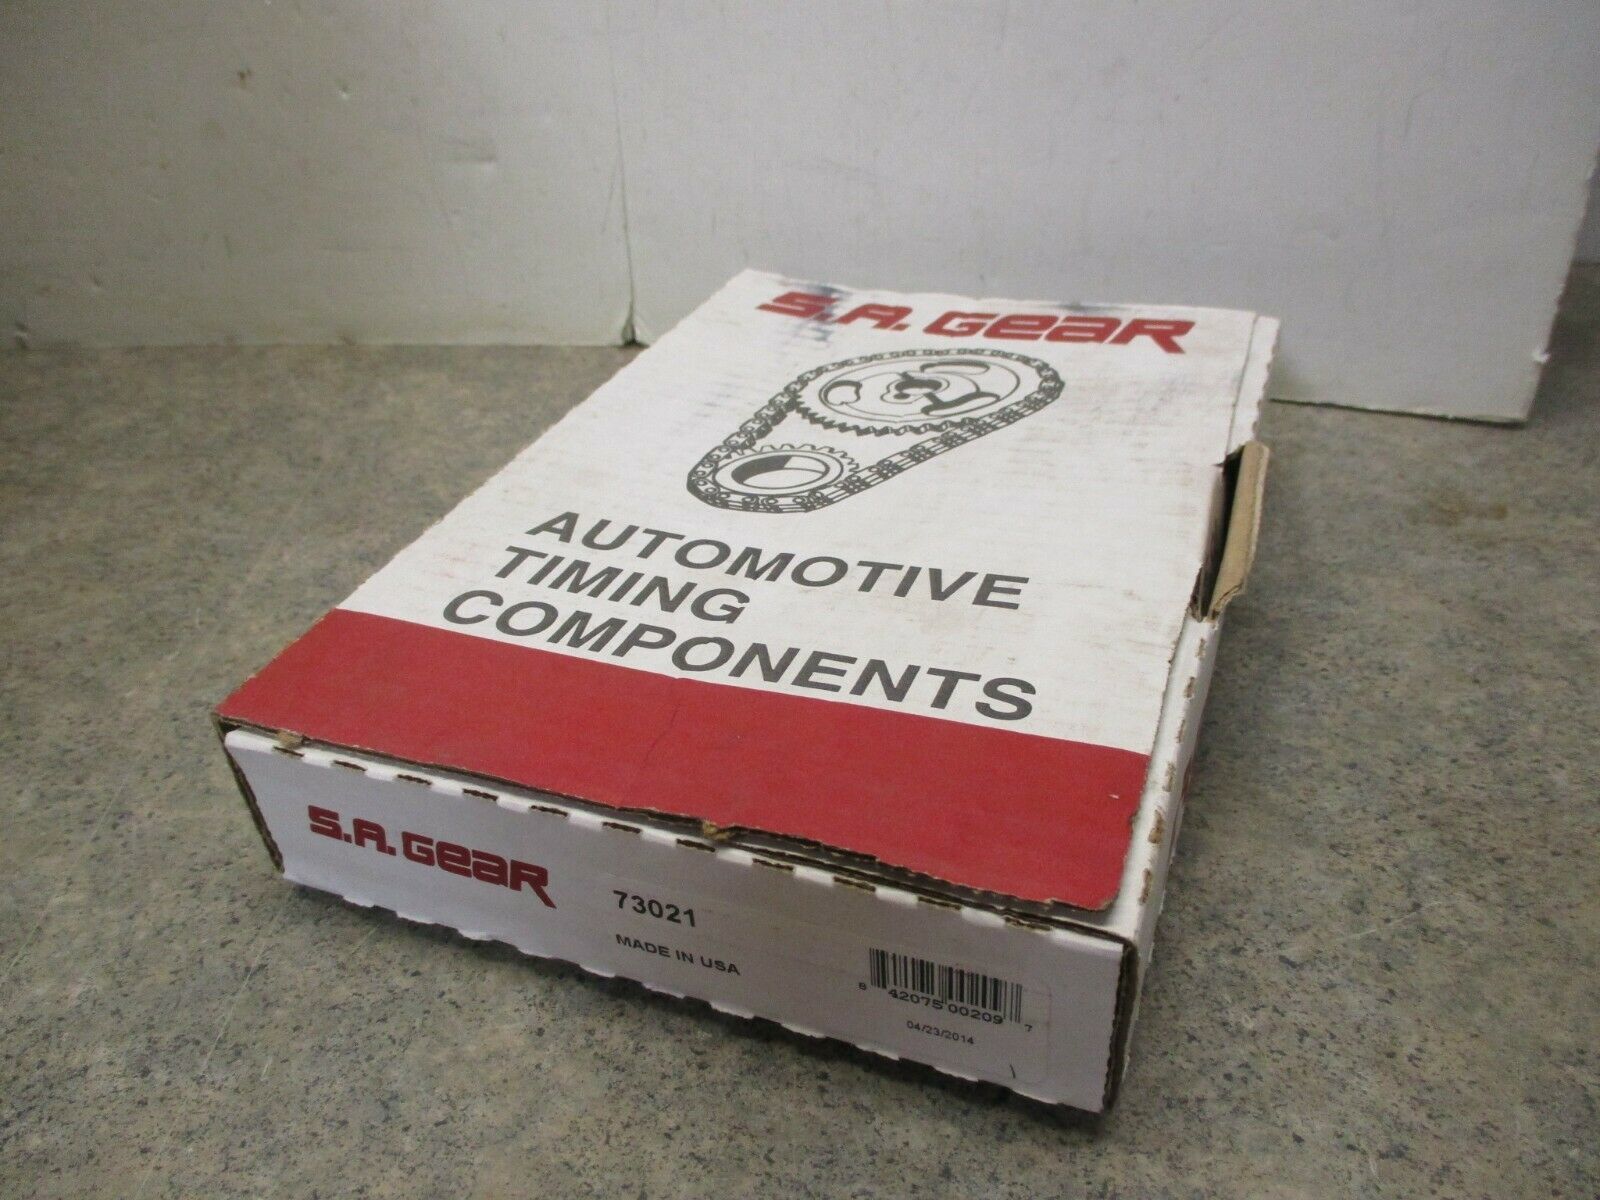 S.A. GEAR
AUTOMOTIVE
TIMING
COMPONENTS
S.A. GEAR
73021
MADE IN USA
8 42075 00209 7
04/23/2014